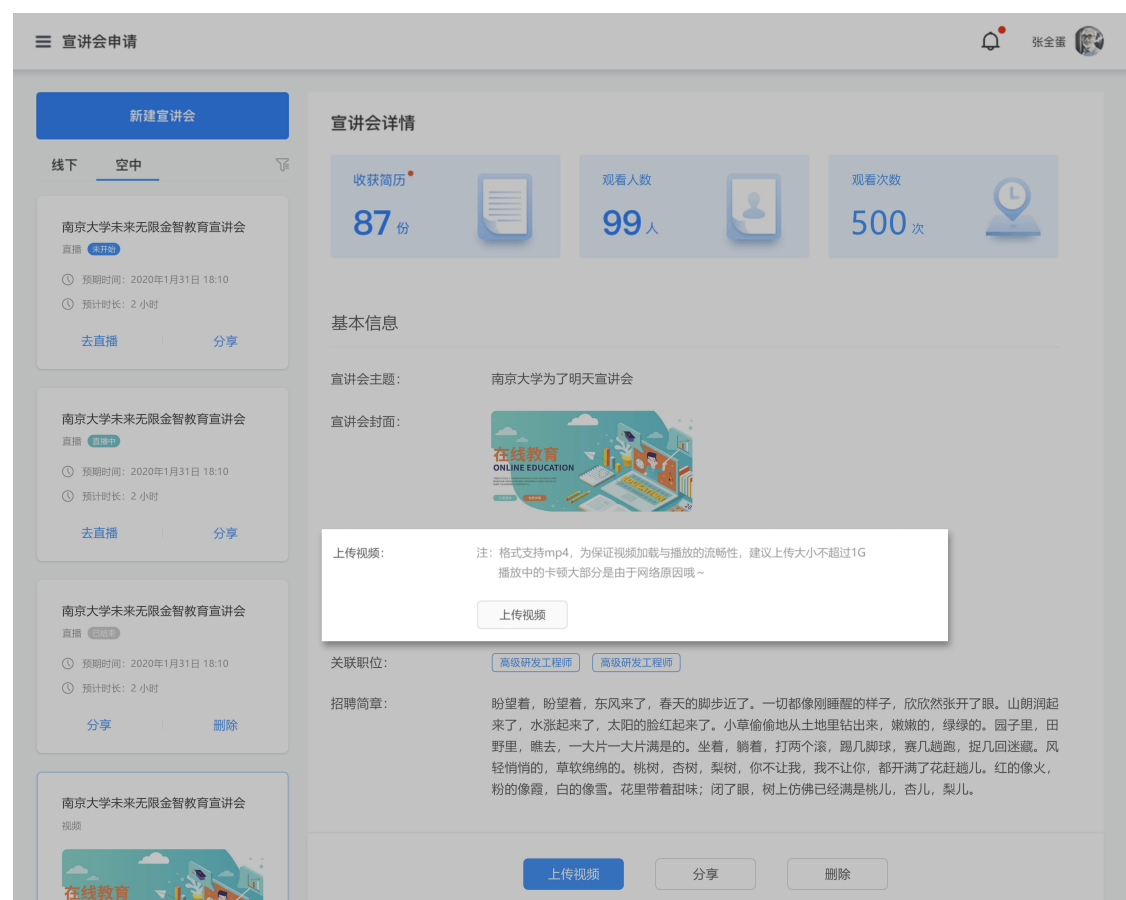 宣讲会申请
张全蛋
新建宣讲会
线下
空中
南京大学未来无限金智教育宣讲会
直播 未开始
预期时间：2020年1月31日 18:10
预计时长：2 小时
去直播
分享
南京大学未来无限金智教育宣讲会
直播 直播中
预期时间：2020年1月31日 18:10
预计时长：2 小时
去直播
分享
南京大学未来无限金智教育宣讲会
直播 已结束
预期时间：2020年1月31日 18:10
预计时长：2 小时
分享
删除
南京大学未来无限金智教育宣讲会
视频
在线教育
宣讲会详情
收获简历
87 份
观看人数
99 人
观看次数
500 次
基本信息
宣讲会主题：
南京大学为了明天宣讲会
宣讲会封面：
在线教育
ONLINE EDUCATION
上传视频：
注：格式支持mp4，为保证视频加载与播放的流畅性，建议上传大小不超过1G
播放中的卡顿大部分是由于网络原因哦～
上传视频
关联职位：
高级研发工程师
高级研发工程师
招聘简章：
盼望着，盼望着，东风来了，春天的脚步近了。一切都像刚睡醒的样子，欣欣然张开了眼。山朗润起
来了，水涨起来了，太阳的脸红起来了。小草偷偷地从土地里钻出来，嫩嫩的，绿绿的。园子里，田
野里，瞧去，一大片一大片满是的。坐着，躺着，打两个滚，踢几脚球，赛几趟跑，捉几回迷藏。风
轻悄悄的，草软绵绵的。桃树，杏树，梨树，你不让我，我不让你，都开满了花赶趟儿。红的像火，
粉的像霞，白的像雪。花里带着甜味；闭了眼，树上仿佛已经满是桃儿，杏儿，梨儿。
上传视频
分享
删除